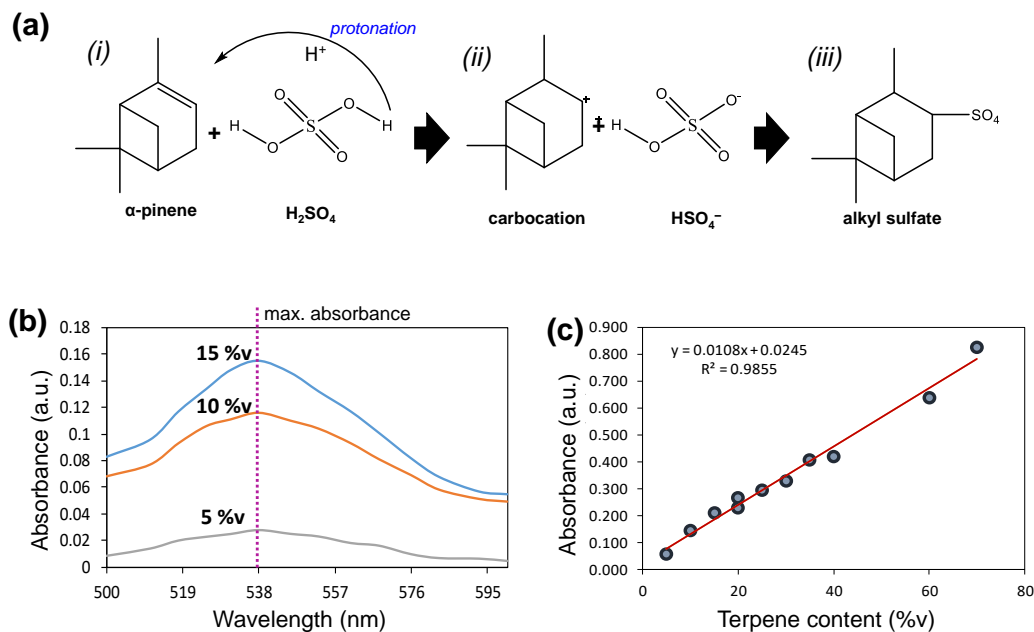 (a)
(i)
protonation
H⁺
(ii)
(iii)
O
O
H
S
H
O
O
+
α-pinene
H₂SO₄
+
+
+
O
O⁻
H
S
O
O
carbocation
HSO₄⁻
SO₄
alkyl sulfate
(b)
max. absorbance
0.18
0.16
0.14
0.12
0.1
0.08
0.06
0.04
0.02
0
15 %v
10 %v
5 %v
500
519
538
557
576
595
Absorbance (a.u.)
Wavelength (nm)
(c)
0.900
0.800
0.700
0.600
0.500
0.400
0.300
0.200
0.100
0.000
y = 0.0108x + 0.0245
R² = 0.9855
0
20
40
60
80
Absorbance (a.u.)
Terpene content (%v)